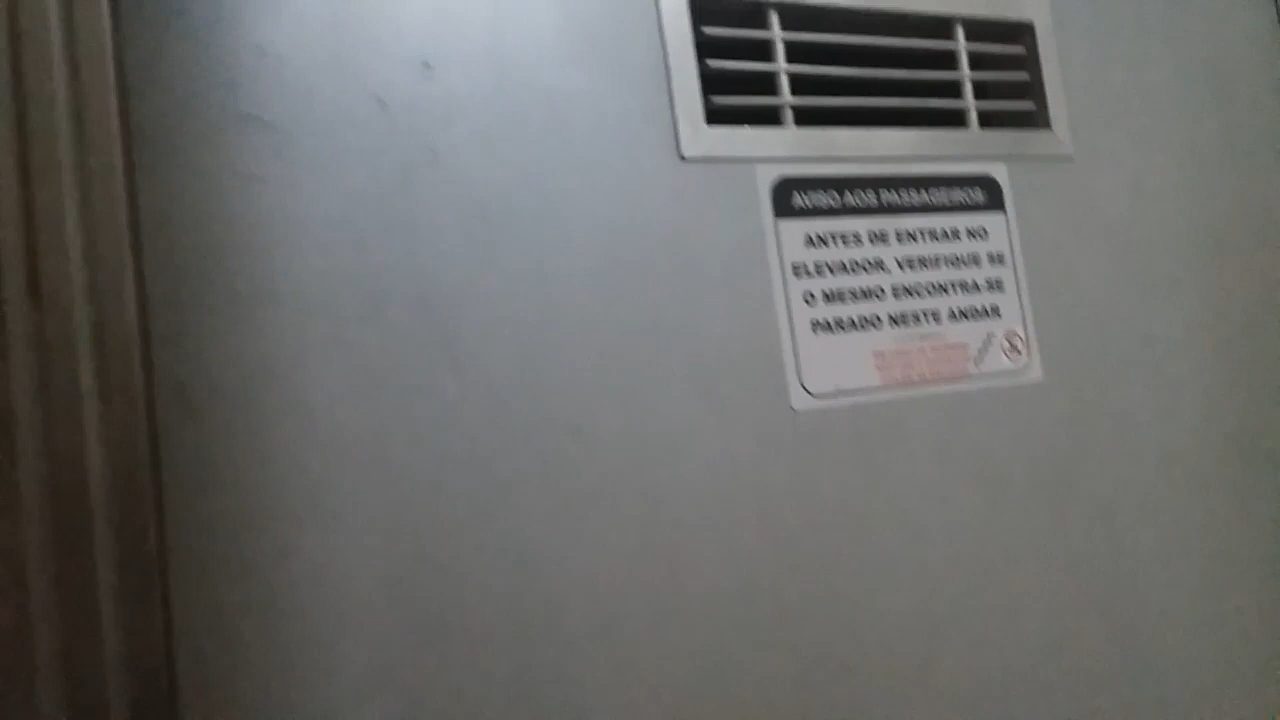 AVISO AOS PASSAGEIROS:
ANTES DE ENTRAR NO
ELEVADOR, VERIFIQUE SE
O MESMO ENCONTRA-SE
PARADO NESTE ANDAR